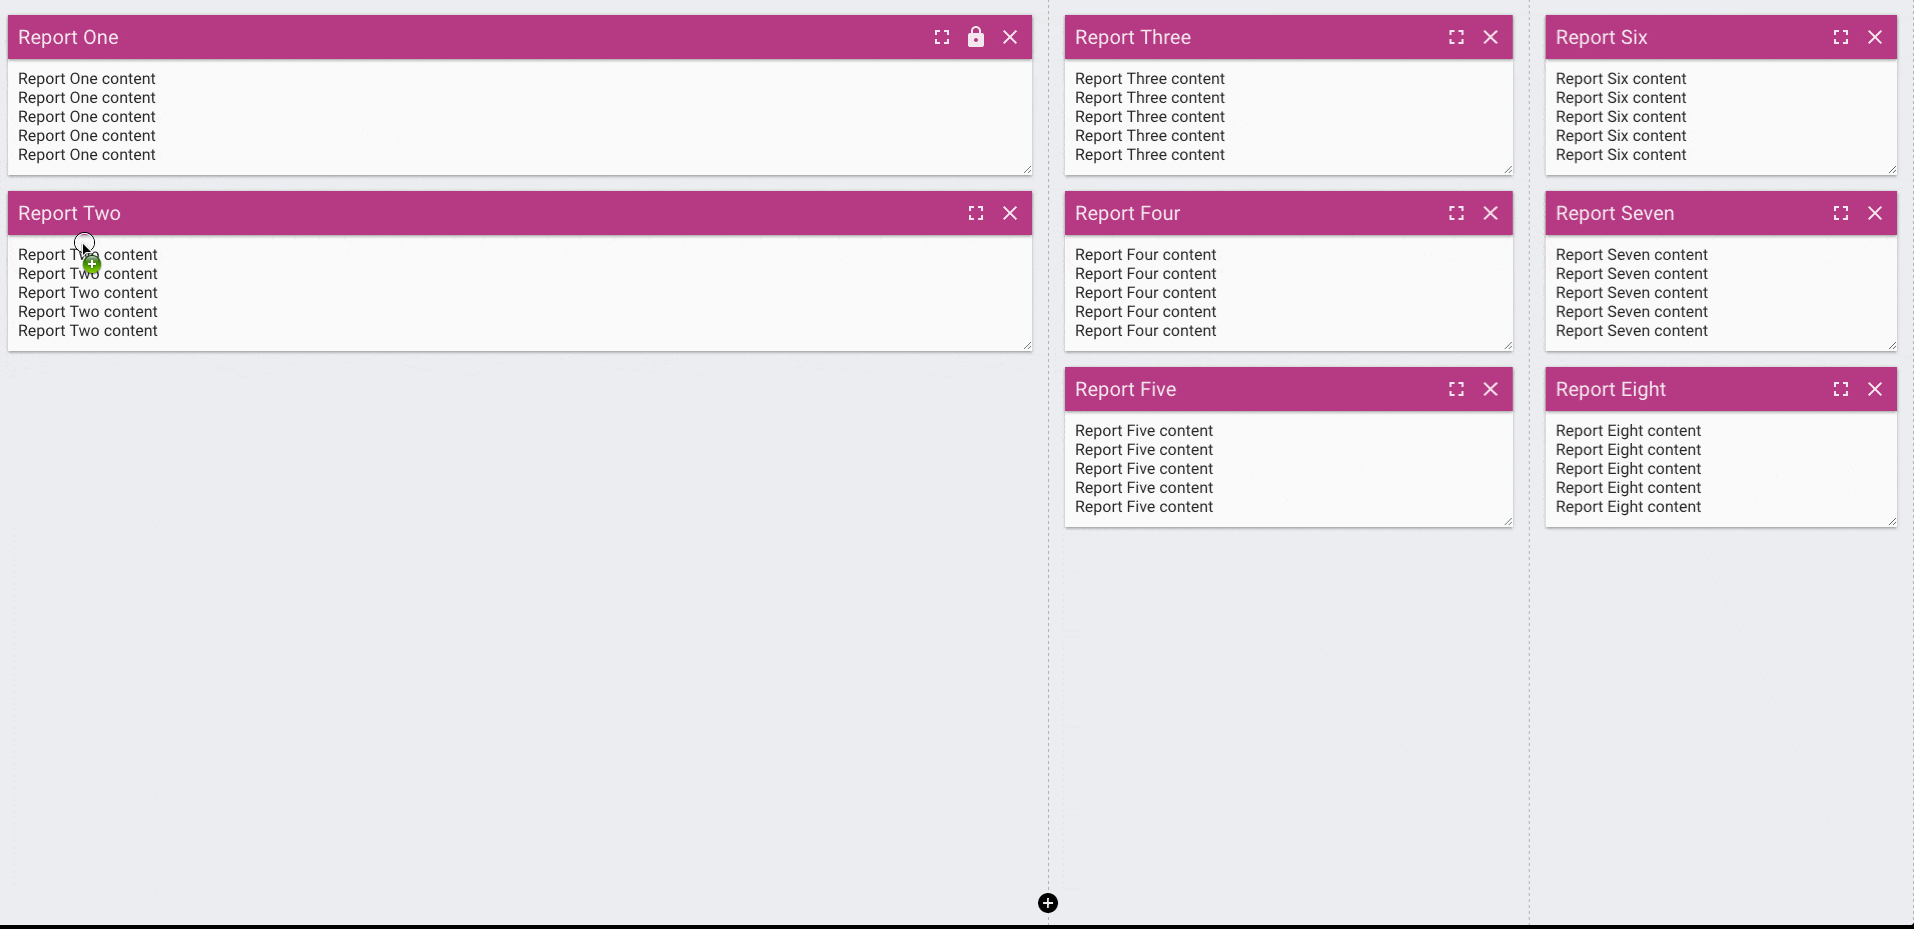 Report One
Report One content
Report One content
Report One content
Report One content
Report One content
Report Two
Report Two content
Report Two content
Report Two content
Report Two content
Report Two content
Report Three
Report Three content
Report Three content
Report Three content
Report Three content
Report Three content
Report Four
Report Four content
Report Four content
Report Four content
Report Four content
Report Four content
Report Five
Report Five content
Report Five content
Report Five content
Report Five content
Report Five content
Report Six
Report Six content
Report Six content
Report Six content
Report Six content
Report Six content
Report Seven
Report Seven content
Report Seven content
Report Seven content
Report Seven content
Report Seven content
Report Eight
Report Eight content
Report Eight content
Report Eight content
Report Eight content
Report Eight content